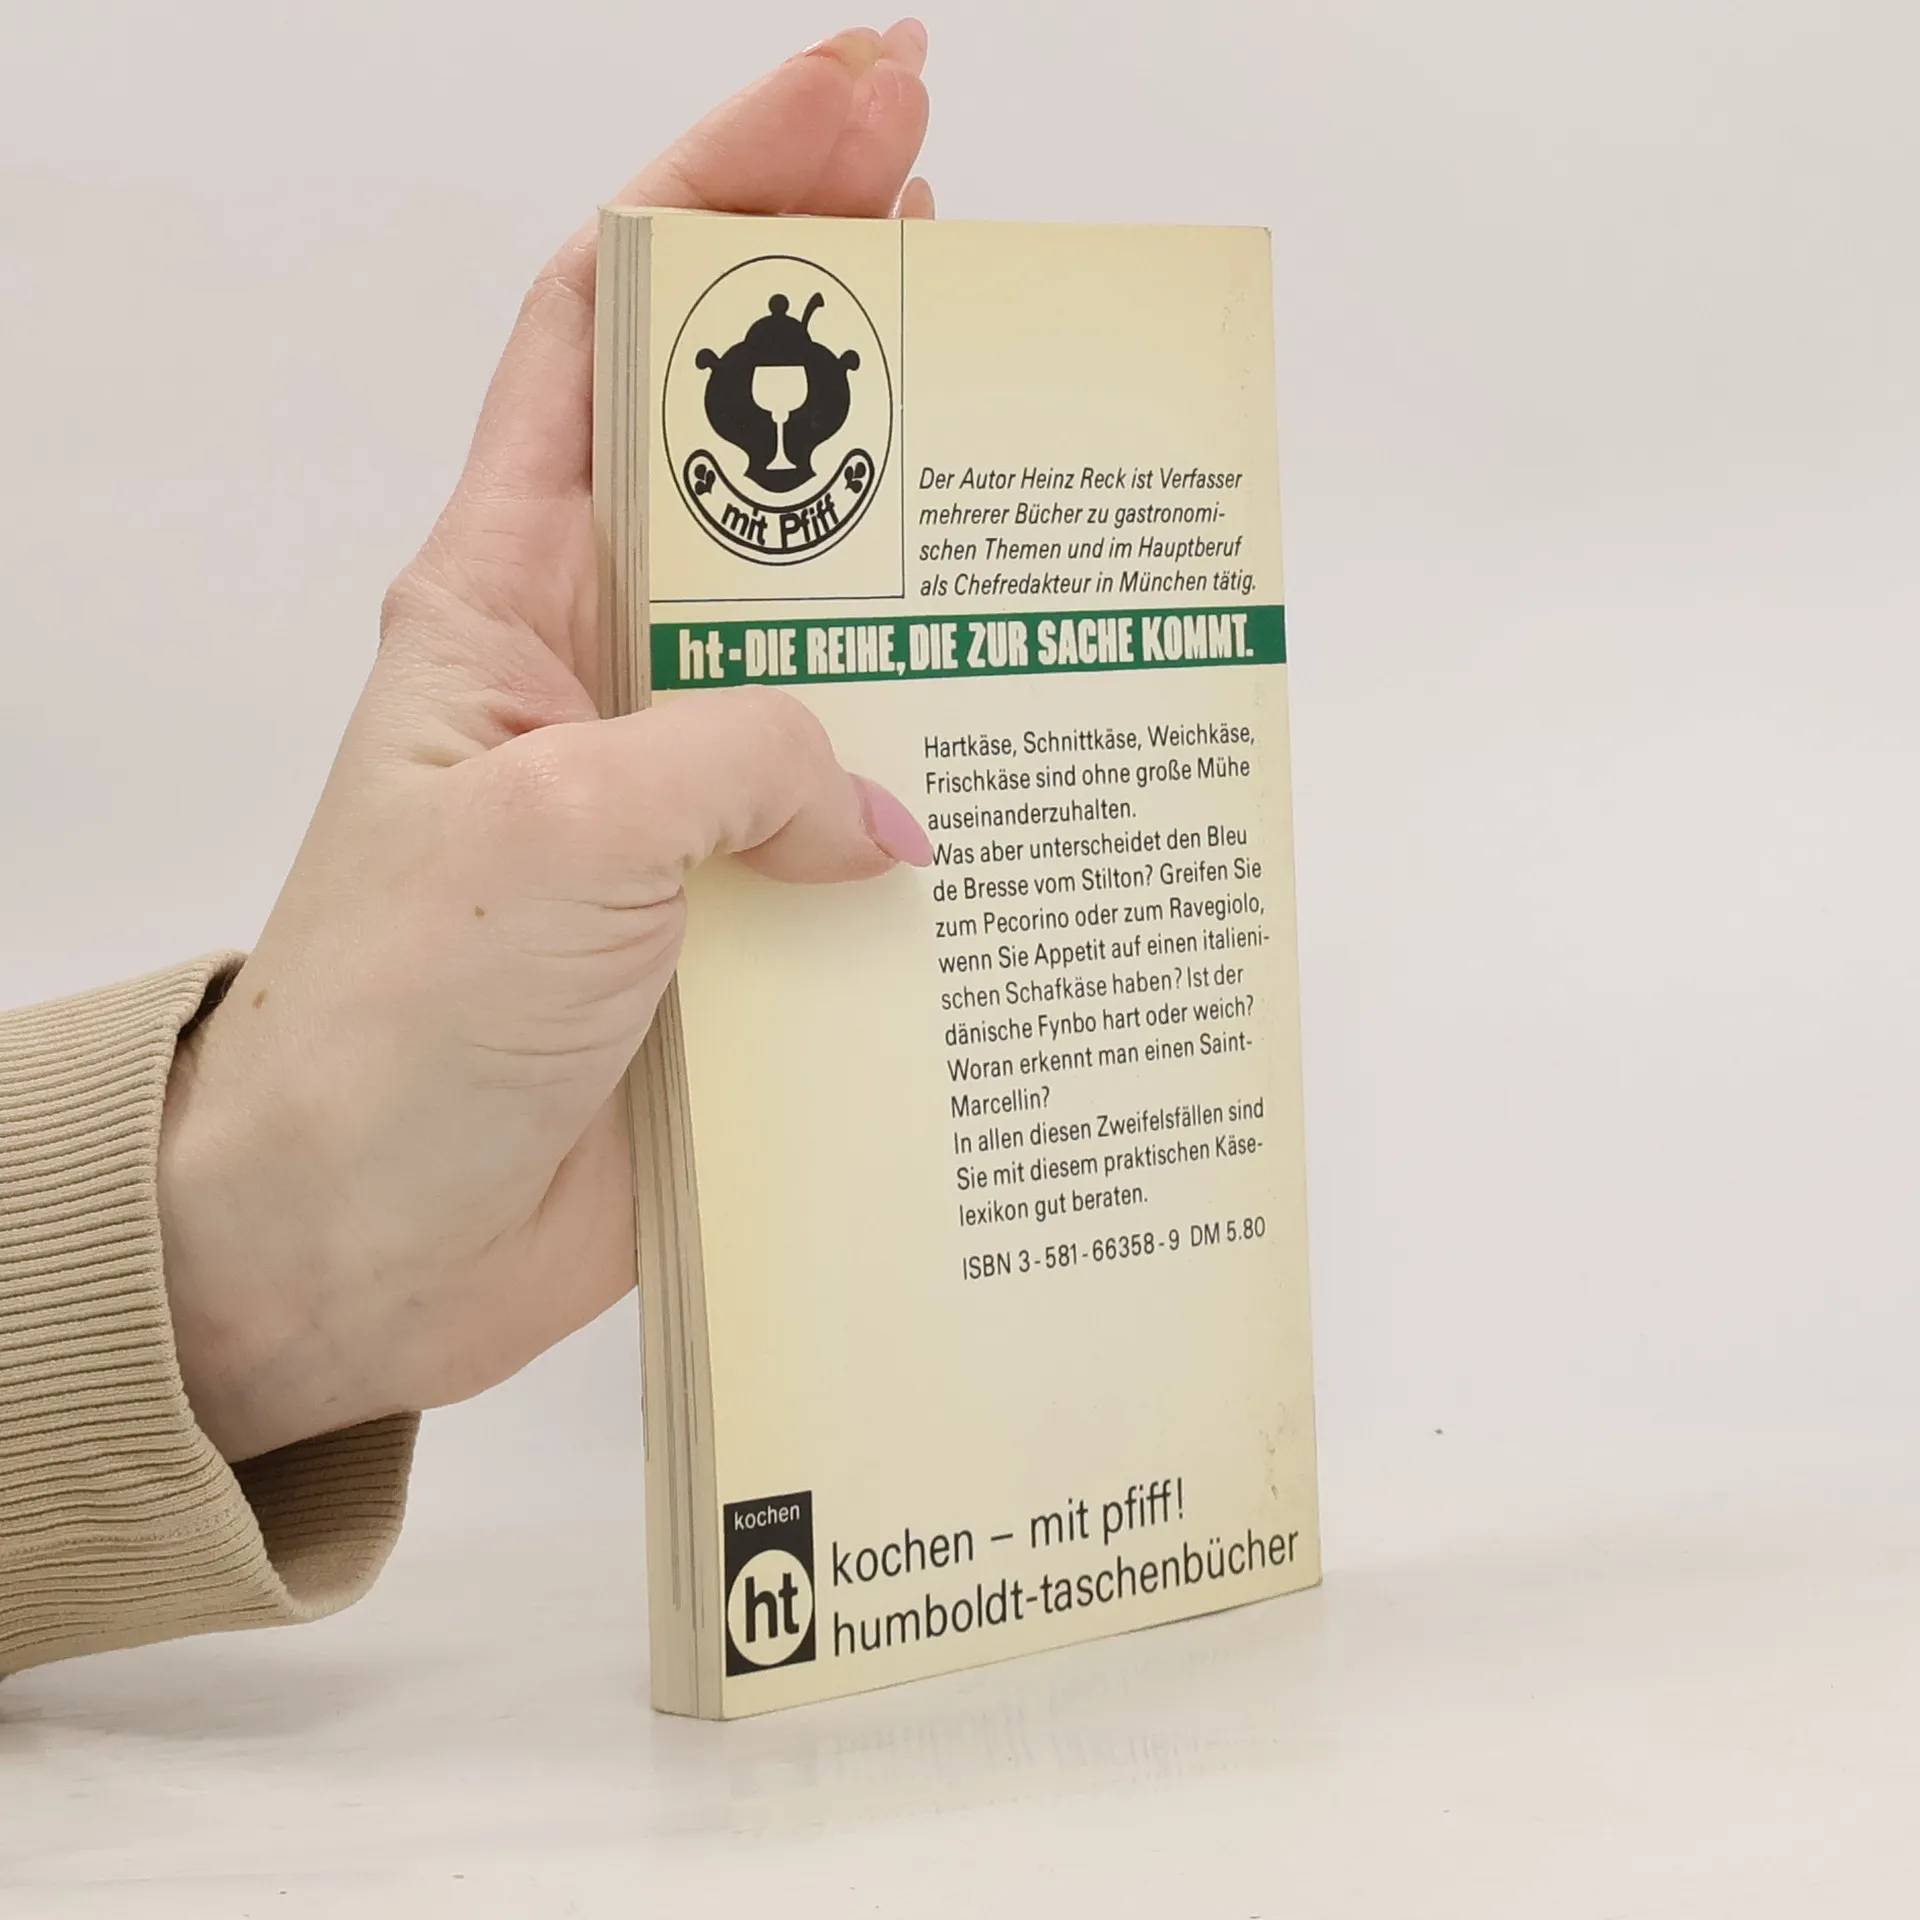 mit Pfiff
Der Autor Heinz Reck ist Verfasser
mehrerer Bücher zu gastronomi-
schen Themen und im Hauptberuf
als Chefredakteur in München tätig.
ht-DIE REIHE, DIE ZUR SACHE KOMMT.
Hartkäse, Schnittkäse, Weichkäse,
Frischkäse sind ohne große Mühe
auseinanderzuhalten.
Was aber unterscheidet den Bleu
de Bresse vom Stilton? Greifen Sie
zum Pecorino oder zum Ravegiolo,
wenn Sie Appetit auf einen italieni-
schen Schafkäse haben? Ist der
dänische Fynbo hart oder weich?
Woran erkennt man einen Saint-
Marcellin?
In allen diesen Zweifelsfällen sind
Sie mit diesem praktischen Käse-
lexikon gut beraten.
ISBN 3-581-66358-9 DM 5.80
kochen
ht
kochen – mit pfiff!
humboldt-taschenbücher